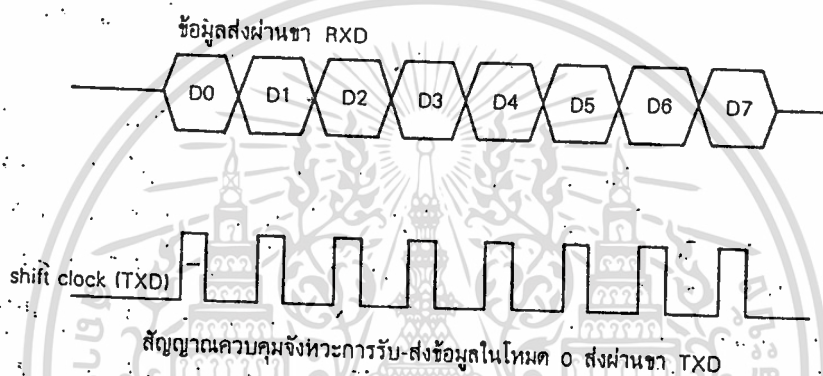 ข้อมูลส่งผ่านขา RXD
D0 D1 D2 D3 D4 D5 D6 D7
shift clock (TXD)
สัญญาณควบคุมจังหวะการรับ-ส่งข้อมูลในโหมด 0 ส่งผ่านขา TXD